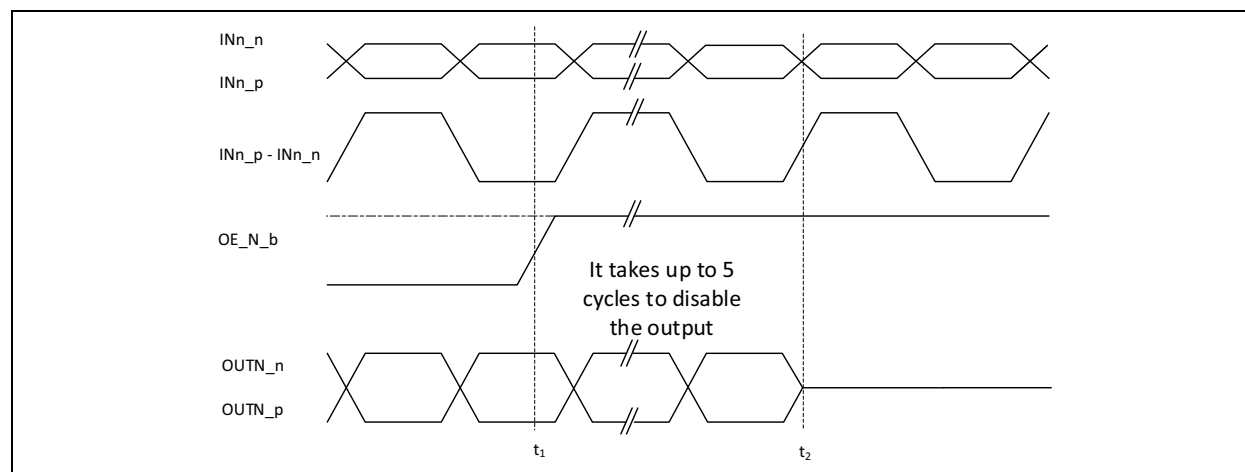 INn_n
INn_p
INn_p - INn_n
OE_N_b
It takes up to 5
cycles to disable
the output
OUTN_n
OUTN_p
t1
t2